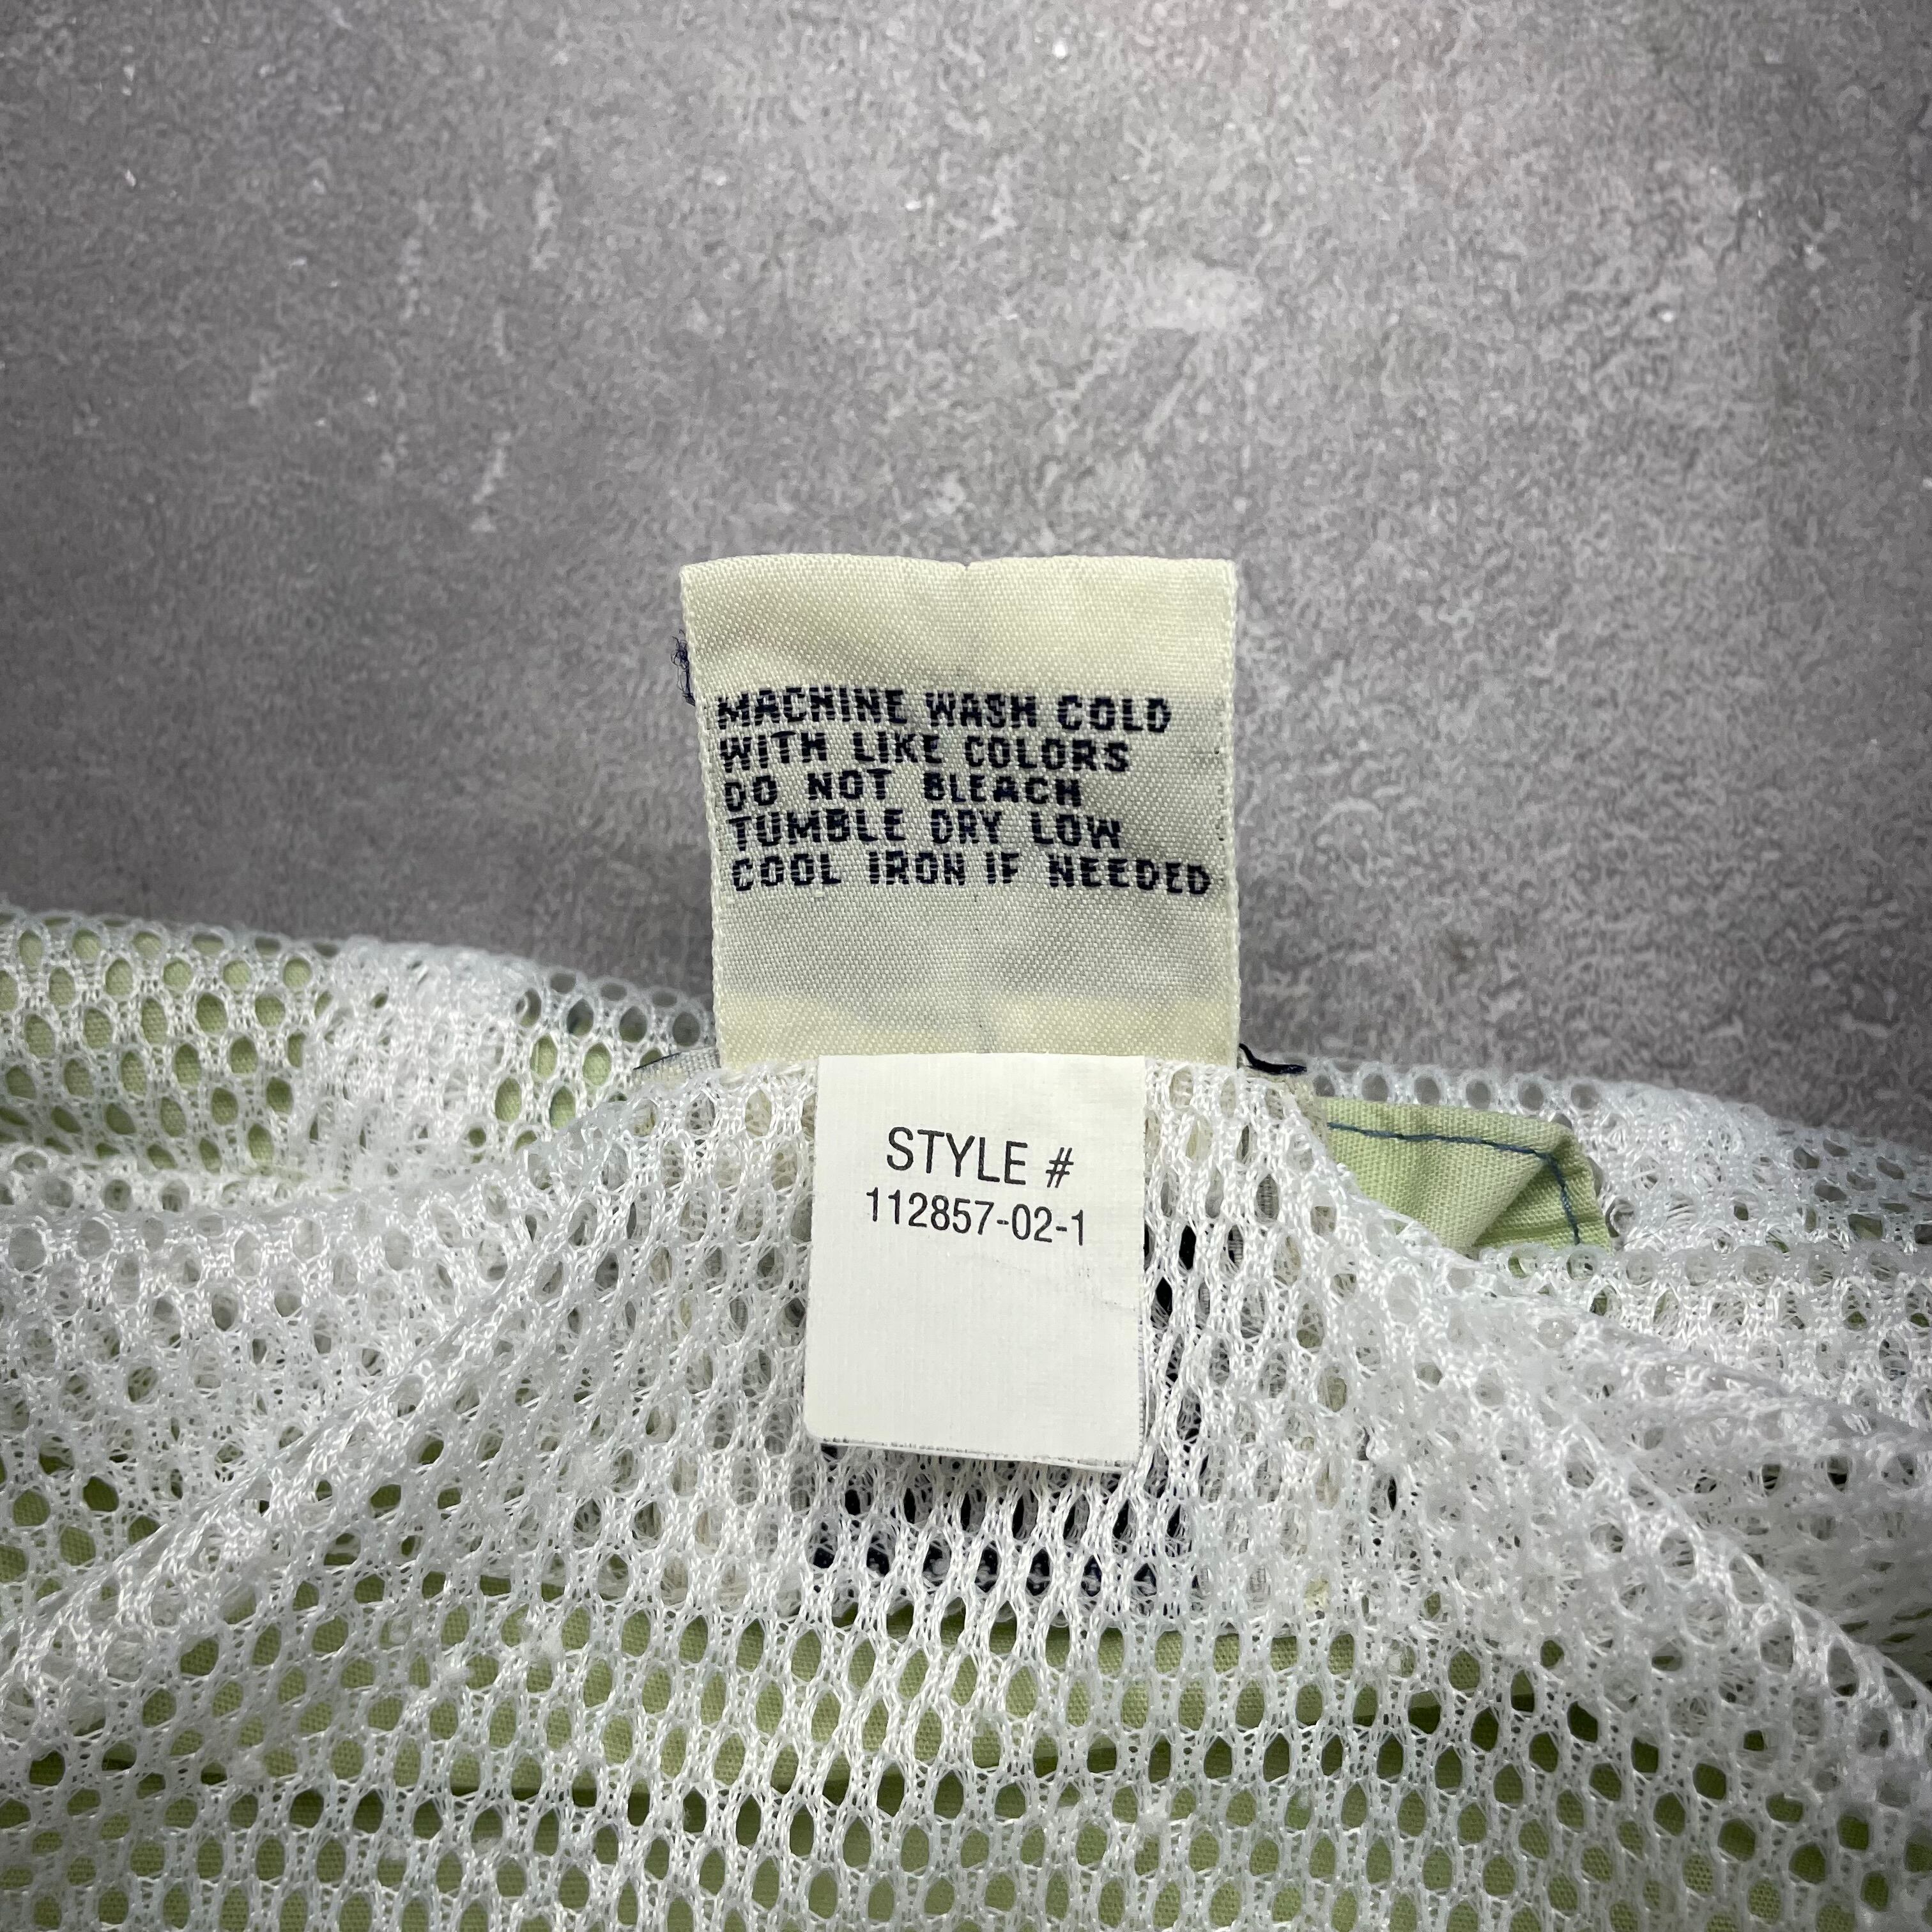 MACHINE WASH COLD
WITH LIKE COLORS
DO NOT BLEACH
TUMBLE DRY LOW
COOL IRON IF NEEDED
STYLE #
112857-02-1